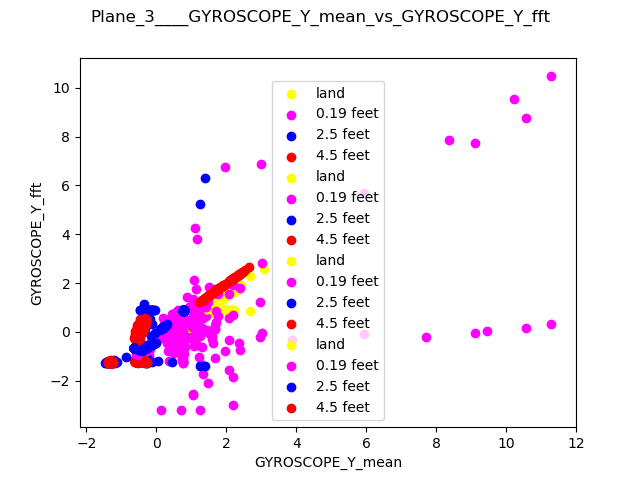 Plane_3____GYROSCOPE_Y_mean_vs_GYROSCOPE_Y_fft
10
8
6
4
2
0
−2
GYROSCOPE_Y_fft
land
0.19 feet
2.5 feet
4.5 feet
land
0.19 feet
2.5 feet
4.5 feet
land
0.19 feet
2.5 feet
4.5 feet
land
0.19 feet
2.5 feet
4.5 feet
−2 0 2 4 6 8 10 12
GYROSCOPE_Y_mean